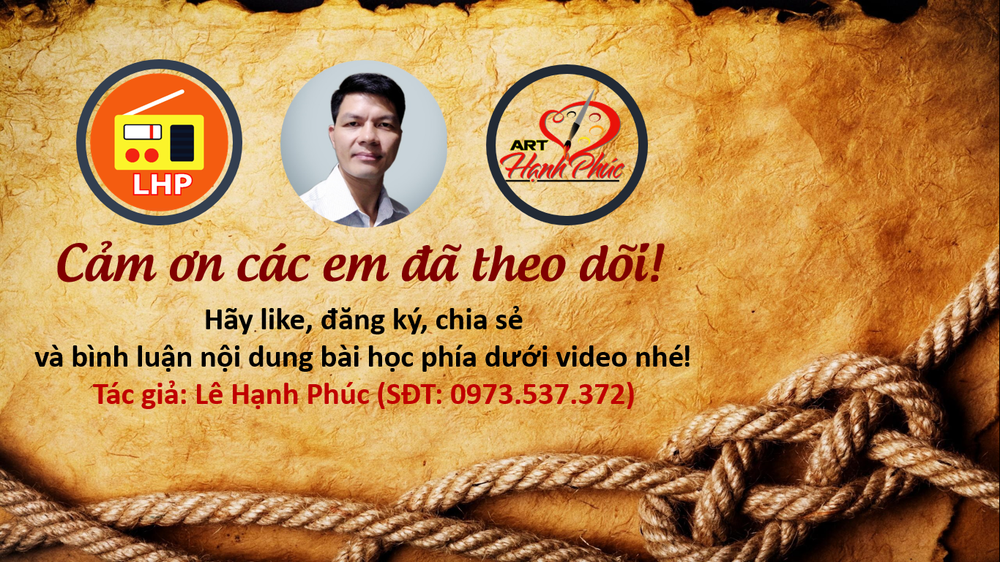 LHP
ART
Hạnh Phúc
Cảm ơn các em đã theo dõi!
Hãy like, đăng ký, chia sẻ
và bình luận nội dung bài học phía dưới video nhé!
Tác giả: Lê Hạnh Phúc (SĐT: 0973.537.372)